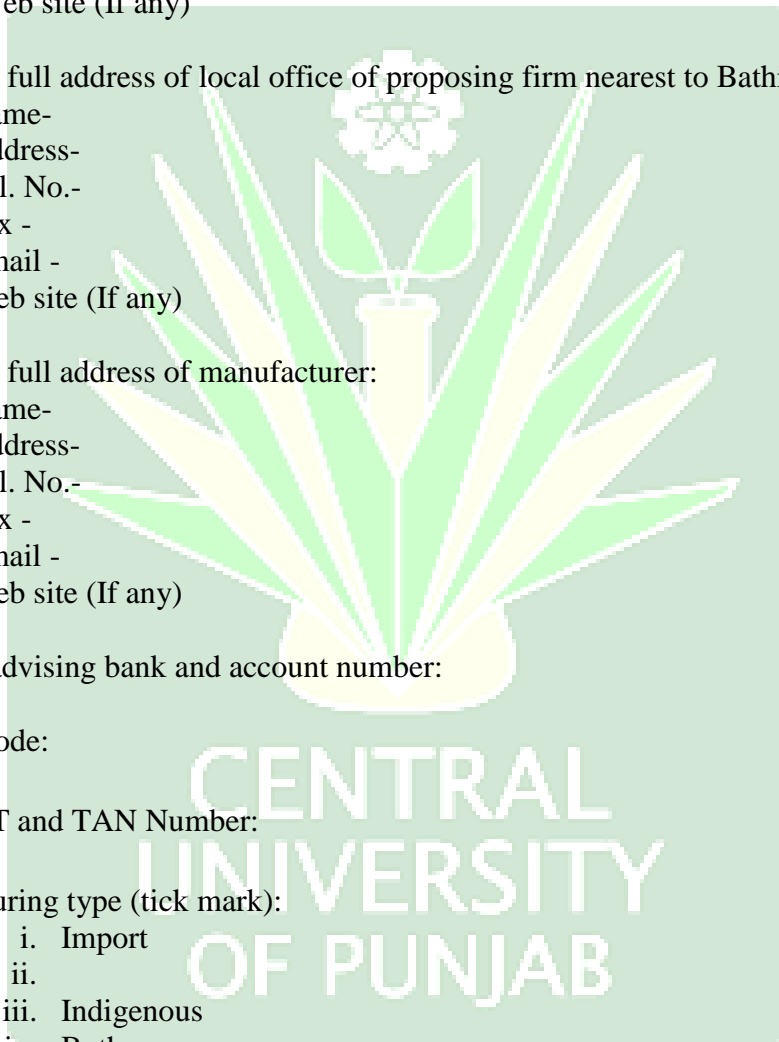 eb site (If any)
full address of local office of proposing firm nearest to Bath
ame-
ddress-
l. No.-
x -
nail -
eb site (If any)
full address of manufacturer:
ame-
ddress-
l. No.-
x -
nail -
eb site (If any)
dvising bank and account number:
ode:
T and TAN Number:
uring type (tick mark):
i. Import
ii.
iii. Indigenous
CENTRAL
UNIVERSITY
OF PUNJAB